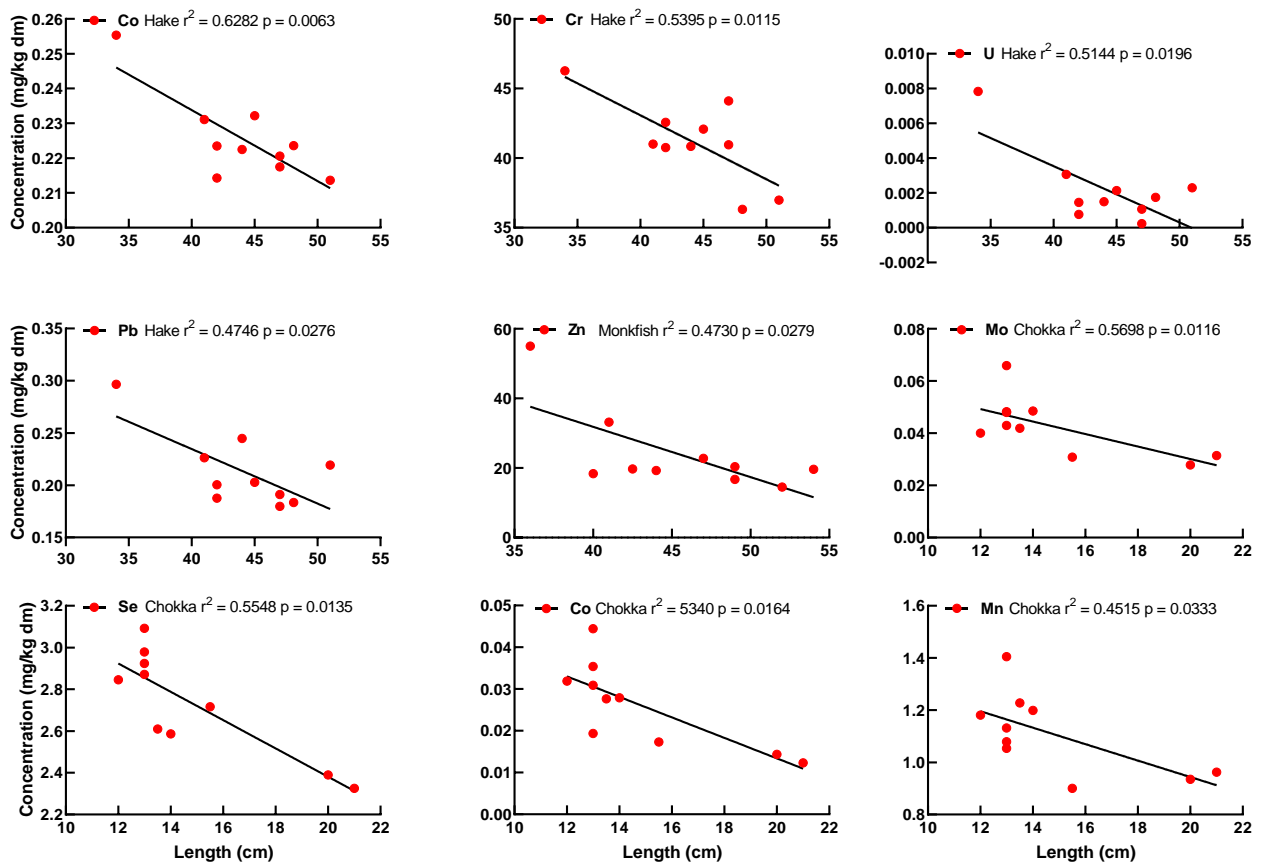 Co Hake r² = 0.6282 p = 0.0063
Concentration (mg/kg dm)
0.26
0.25
0.24
0.23
0.22
0.21
0.20
30 35 40 45 50 55
Cr Hake r² = 0.5395 p = 0.0115
50
45
40
35
30 35 40 45 50 55
U Hake r² = 0.5144 p = 0.0196
0.010
0.008
0.006
0.004
0.002
0.000
-0.002
35 40 45 50 55
Pb Hake r² = 0.4746 p = 0.0276
Concentration (mg/kg dm)
0.35
0.30
0.25
0.20
0.15
30 35 40 45 50 55
Zn Monkfish r² = 0.4730 p = 0.0279
60
40
20
0
35 40 45 50 55
Mo Chokka r² = 0.5698 p = 0.0116
0.08
0.06
0.04
0.02
0.00
10 12 14 16 18 20 22
Se Chokka r² = 0.5548 p = 0.0135
Concentration (mg/kg dm)
3.2
3.0
2.8
2.6
2.4
2.2
10 12 14 16 18 20 22
Length (cm)
Co Chokka r² = 5340 p = 0.0164
0.05
0.04
0.03
0.02
0.01
0.00
10 12 14 16 18 20 22
Length (cm)
Mn Chokka r² = 0.4515 p = 0.0333
1.6
1.4
1.2
1.0
0.8
10 12 14 16 18 20 22
Length (cm)